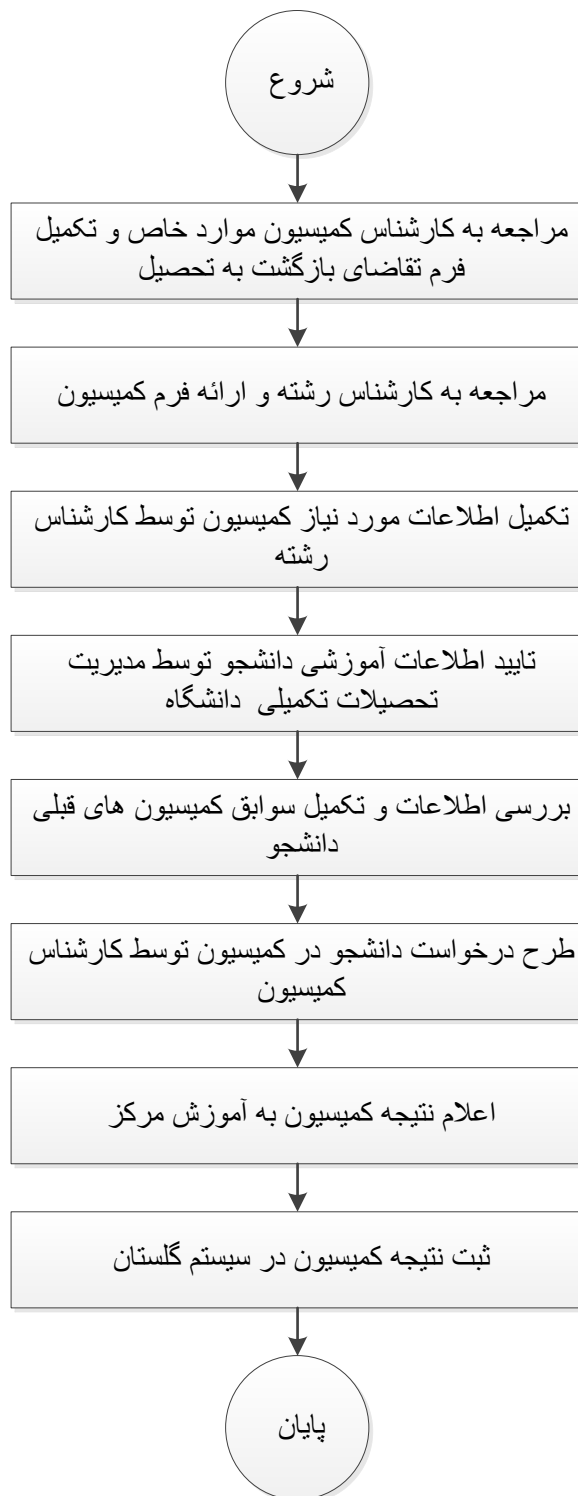 شروع
مراجعه به کارشناس کمیسیون موارد خاص و تکمیل
فرم تقاضای بازگشت به تحصیل
مراجعه به کارشناس رشته و ارائه فرم کمیسیون
تکمیل اطلاعات مورد نیاز کمیسیون توسط کارشناس
رشته
تایید اطلاعات آموزشی دانشجو توسط مدیریت
تحصیلات تکمیلی دانشگاه
بررسی اطلاعات و تکمیل سوابق کمیسیون های قبلی
دانشجو
طرح درخواست دانشجو در کمیسیون توسط کارشناس
کمیسیون
اعلام نتیجه کمیسیون به آموزش مرکز
ثبت نتیجه کمیسیون در سیستم گلستان
پایان